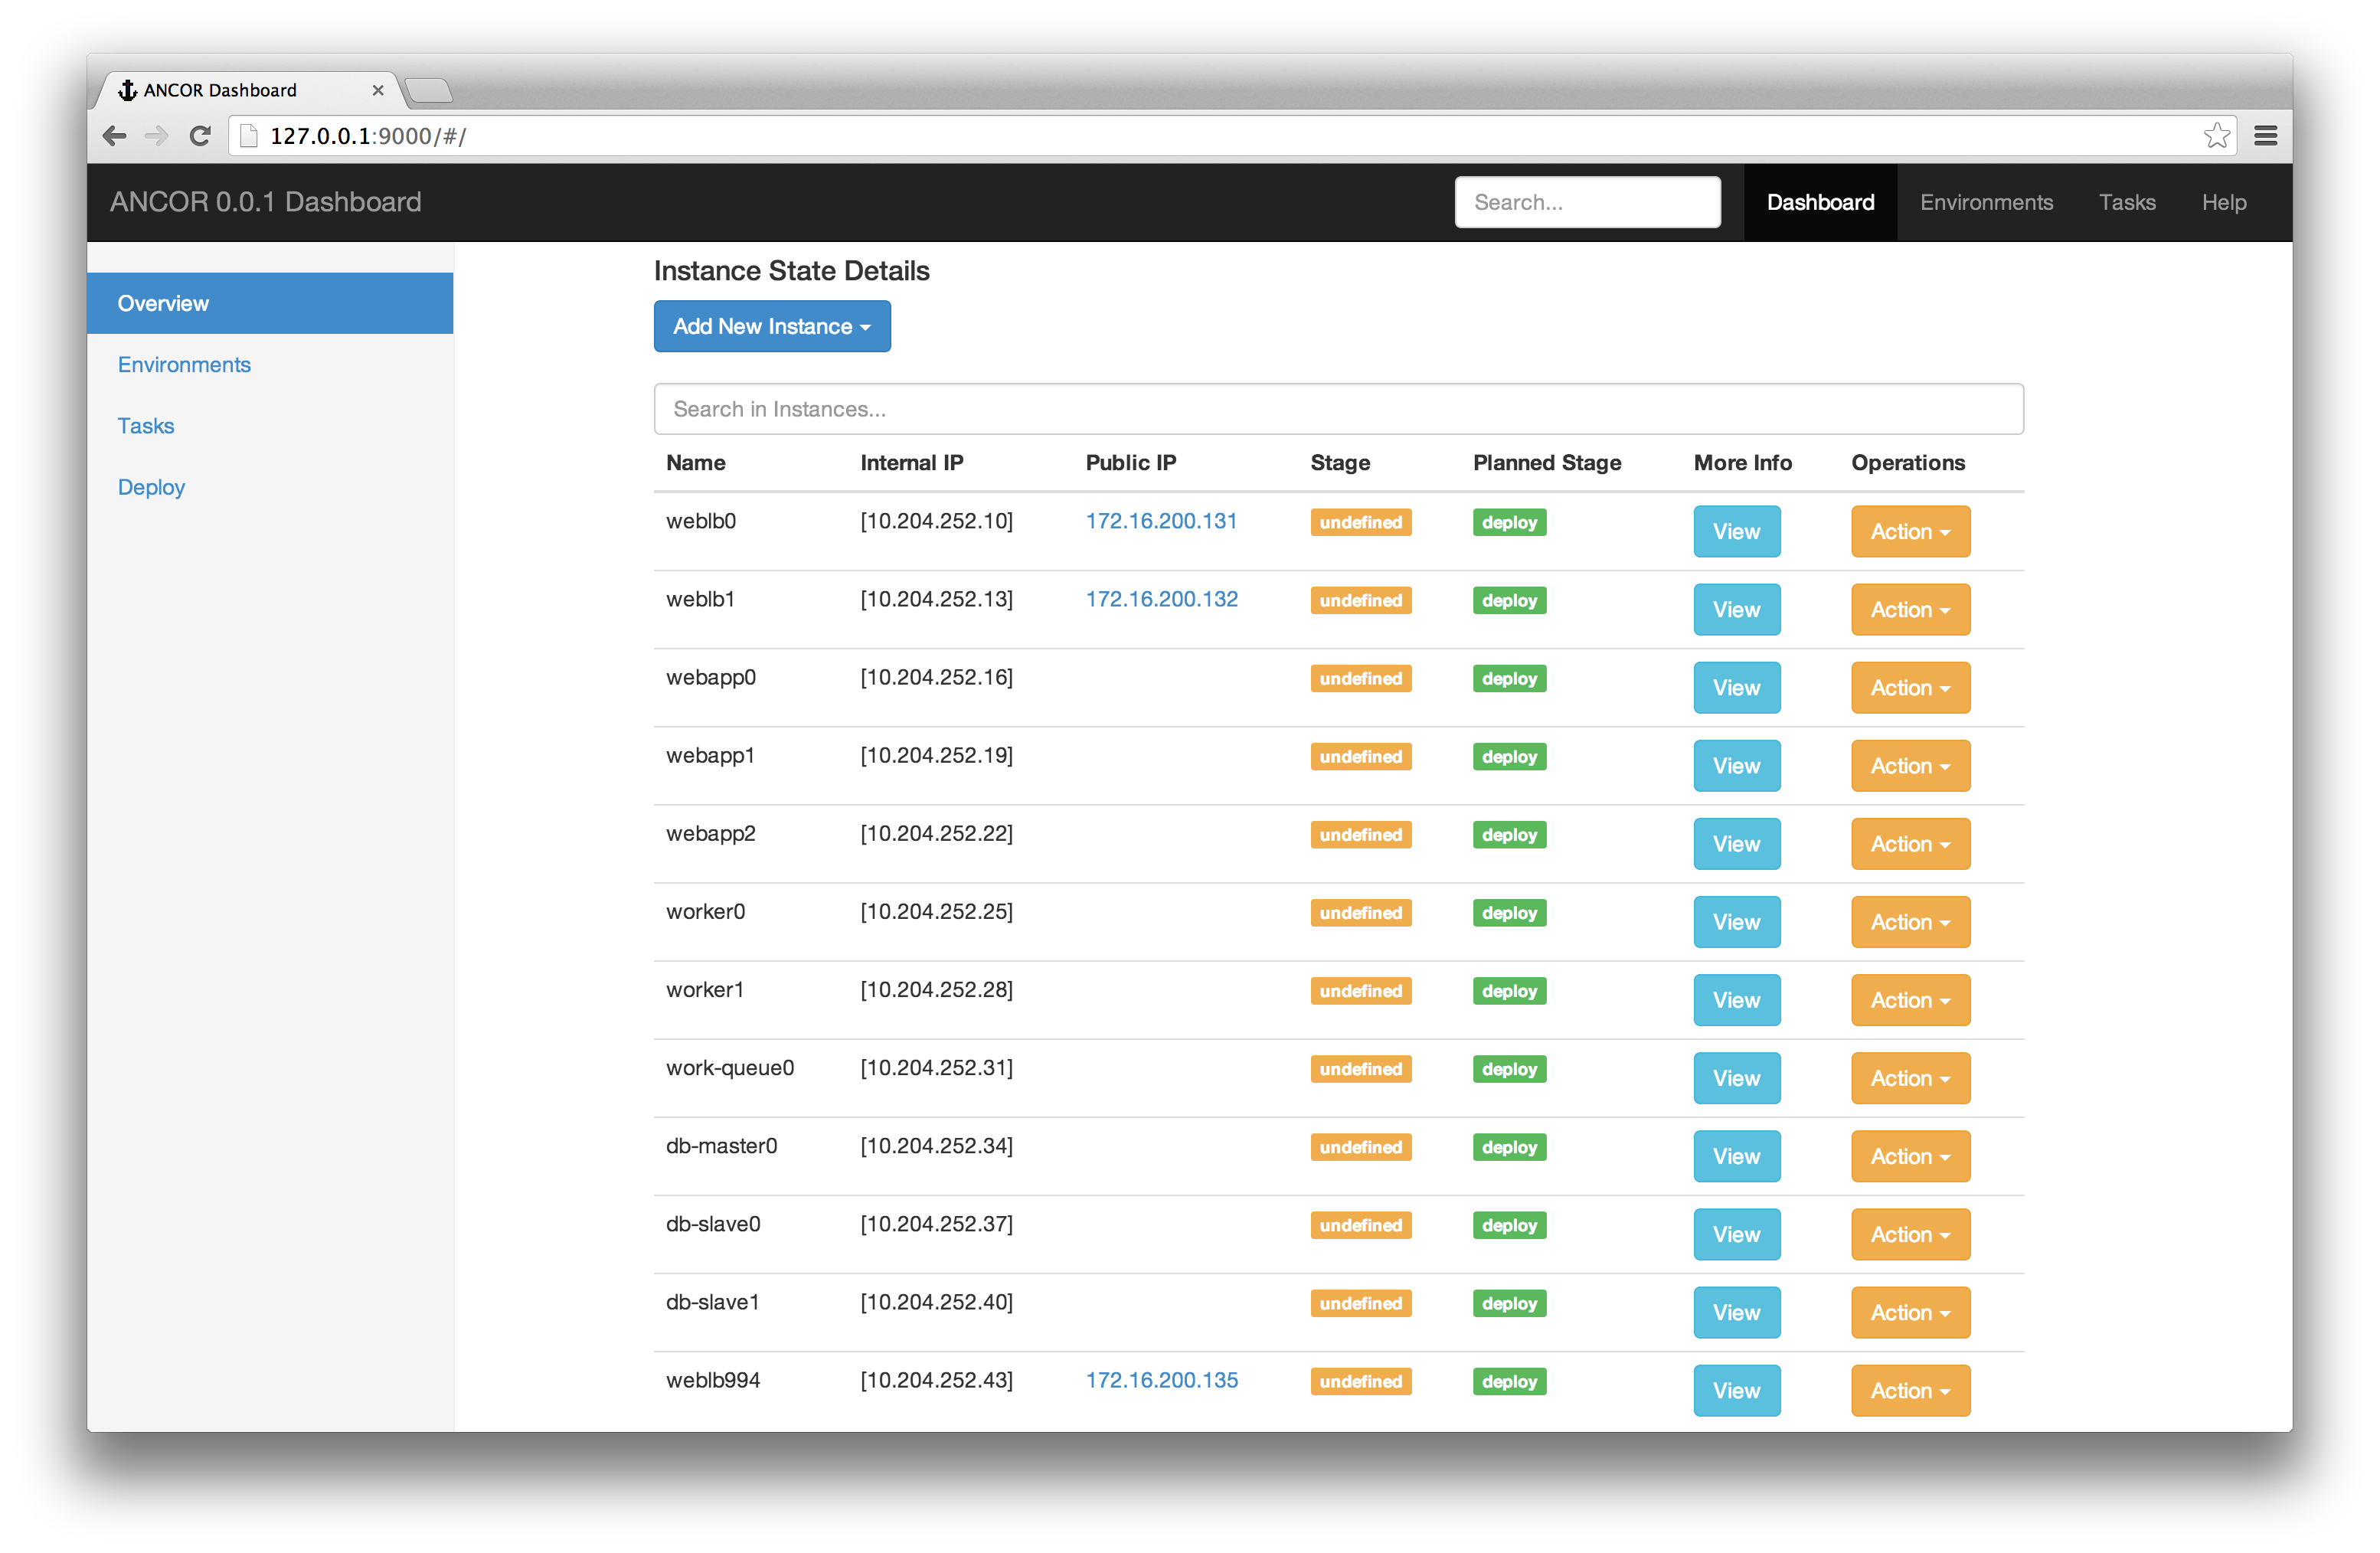 ANCOR Dashboard
127.0.0.1:9000/#/
ANCOR 0.0.1 Dashboard Search... Dashboard Environments Tasks Help
Overview
Environments
Tasks
Deploy
Instance State Details
Add New Instance
Search in Instances...
Name Internal IP Public IP Stage Planned Stage More Info Operations
weblb0 [10.204.252.10] 172.16.200.131 undefined deploy View Action
weblb1 [10.204.252.13] 172.16.200.132 undefined deploy View Action
webapp0 [10.204.252.16] undefined deploy View Action
webapp1 [10.204.252.19] undefined deploy View Action
webapp2 [10.204.252.22] undefined deploy View Action
worker0 [10.204.252.25] undefined deploy View Action
worker1 [10.204.252.28] undefined deploy View Action
work-queue0 [10.204.252.31] undefined deploy View Action
db-master0 [10.204.252.34] undefined deploy View Action
db-slave0 [10.204.252.37] undefined deploy View Action
db-slave1 [10.204.252.40] undefined deploy View Action
weblb994 [10.204.252.43] 172.16.200.135 undefined deploy View Action